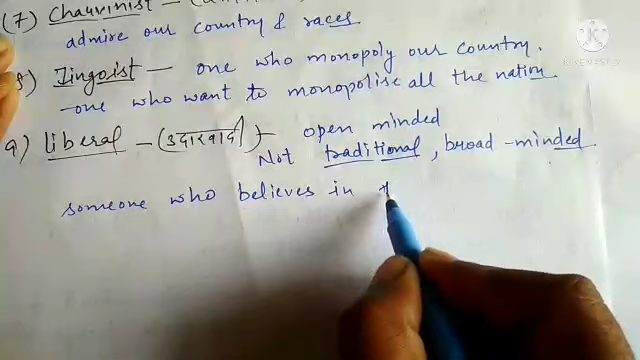 (7) Chauvinist —
admire our country & races.
8) Jingoist — one who monopoly our country.
- one who want to monopolise all the nation
9) liberal — (उदारवादी) — open minded
Not traditional, broad-minded
someone who believes in